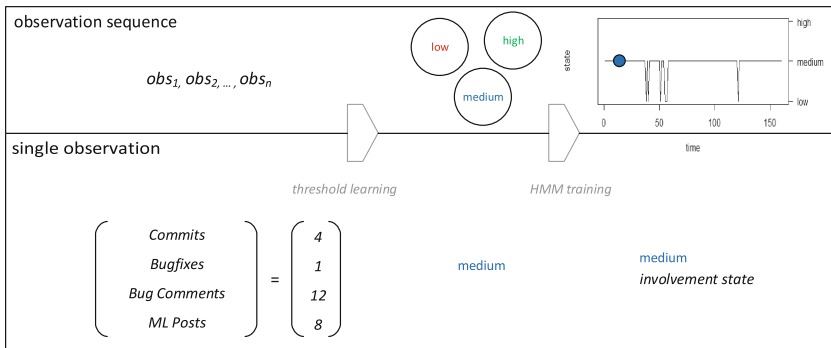 observation sequence
obs1, obs2, ... , obsn
low
high
medium
state
high
medium
low
0 50 100 150
time
single observation
threshold learning
HMM training
Commits
Bugfixes
Bug Comments
ML Posts
=
4
1
12
8
medium
medium
involvement state